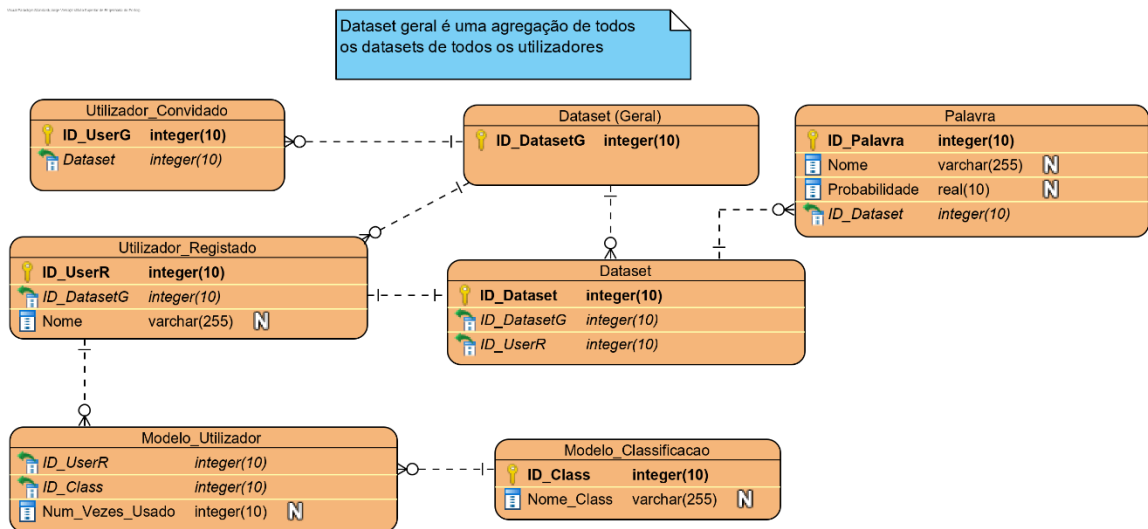 Dataset geral é uma agregação de todos
os datasets de todos os utilizadores
Utilizador_Convidado
ID_UserG integer(10)
Dataset integer(10)
Dataset (Geral)
ID_DatasetG integer(10)
Palavra
ID_Palavra integer(10)
Nome varchar(255) N
Probabilidade real(10) N
ID_Dataset integer(10)
Utilizador_Registado
ID_UserR integer(10)
ID_DatasetG integer(10)
Nome varchar(255) N
Dataset
ID_Dataset integer(10)
ID_DatasetG integer(10)
ID_UserR integer(10)
Modelo_Utilizador
ID_UserR integer(10)
ID_Class integer(10)
Num_Vezes_Usado integer(10) N
Modelo_Classificacao
ID_Class integer(10)
Nome_Class varchar(255) N